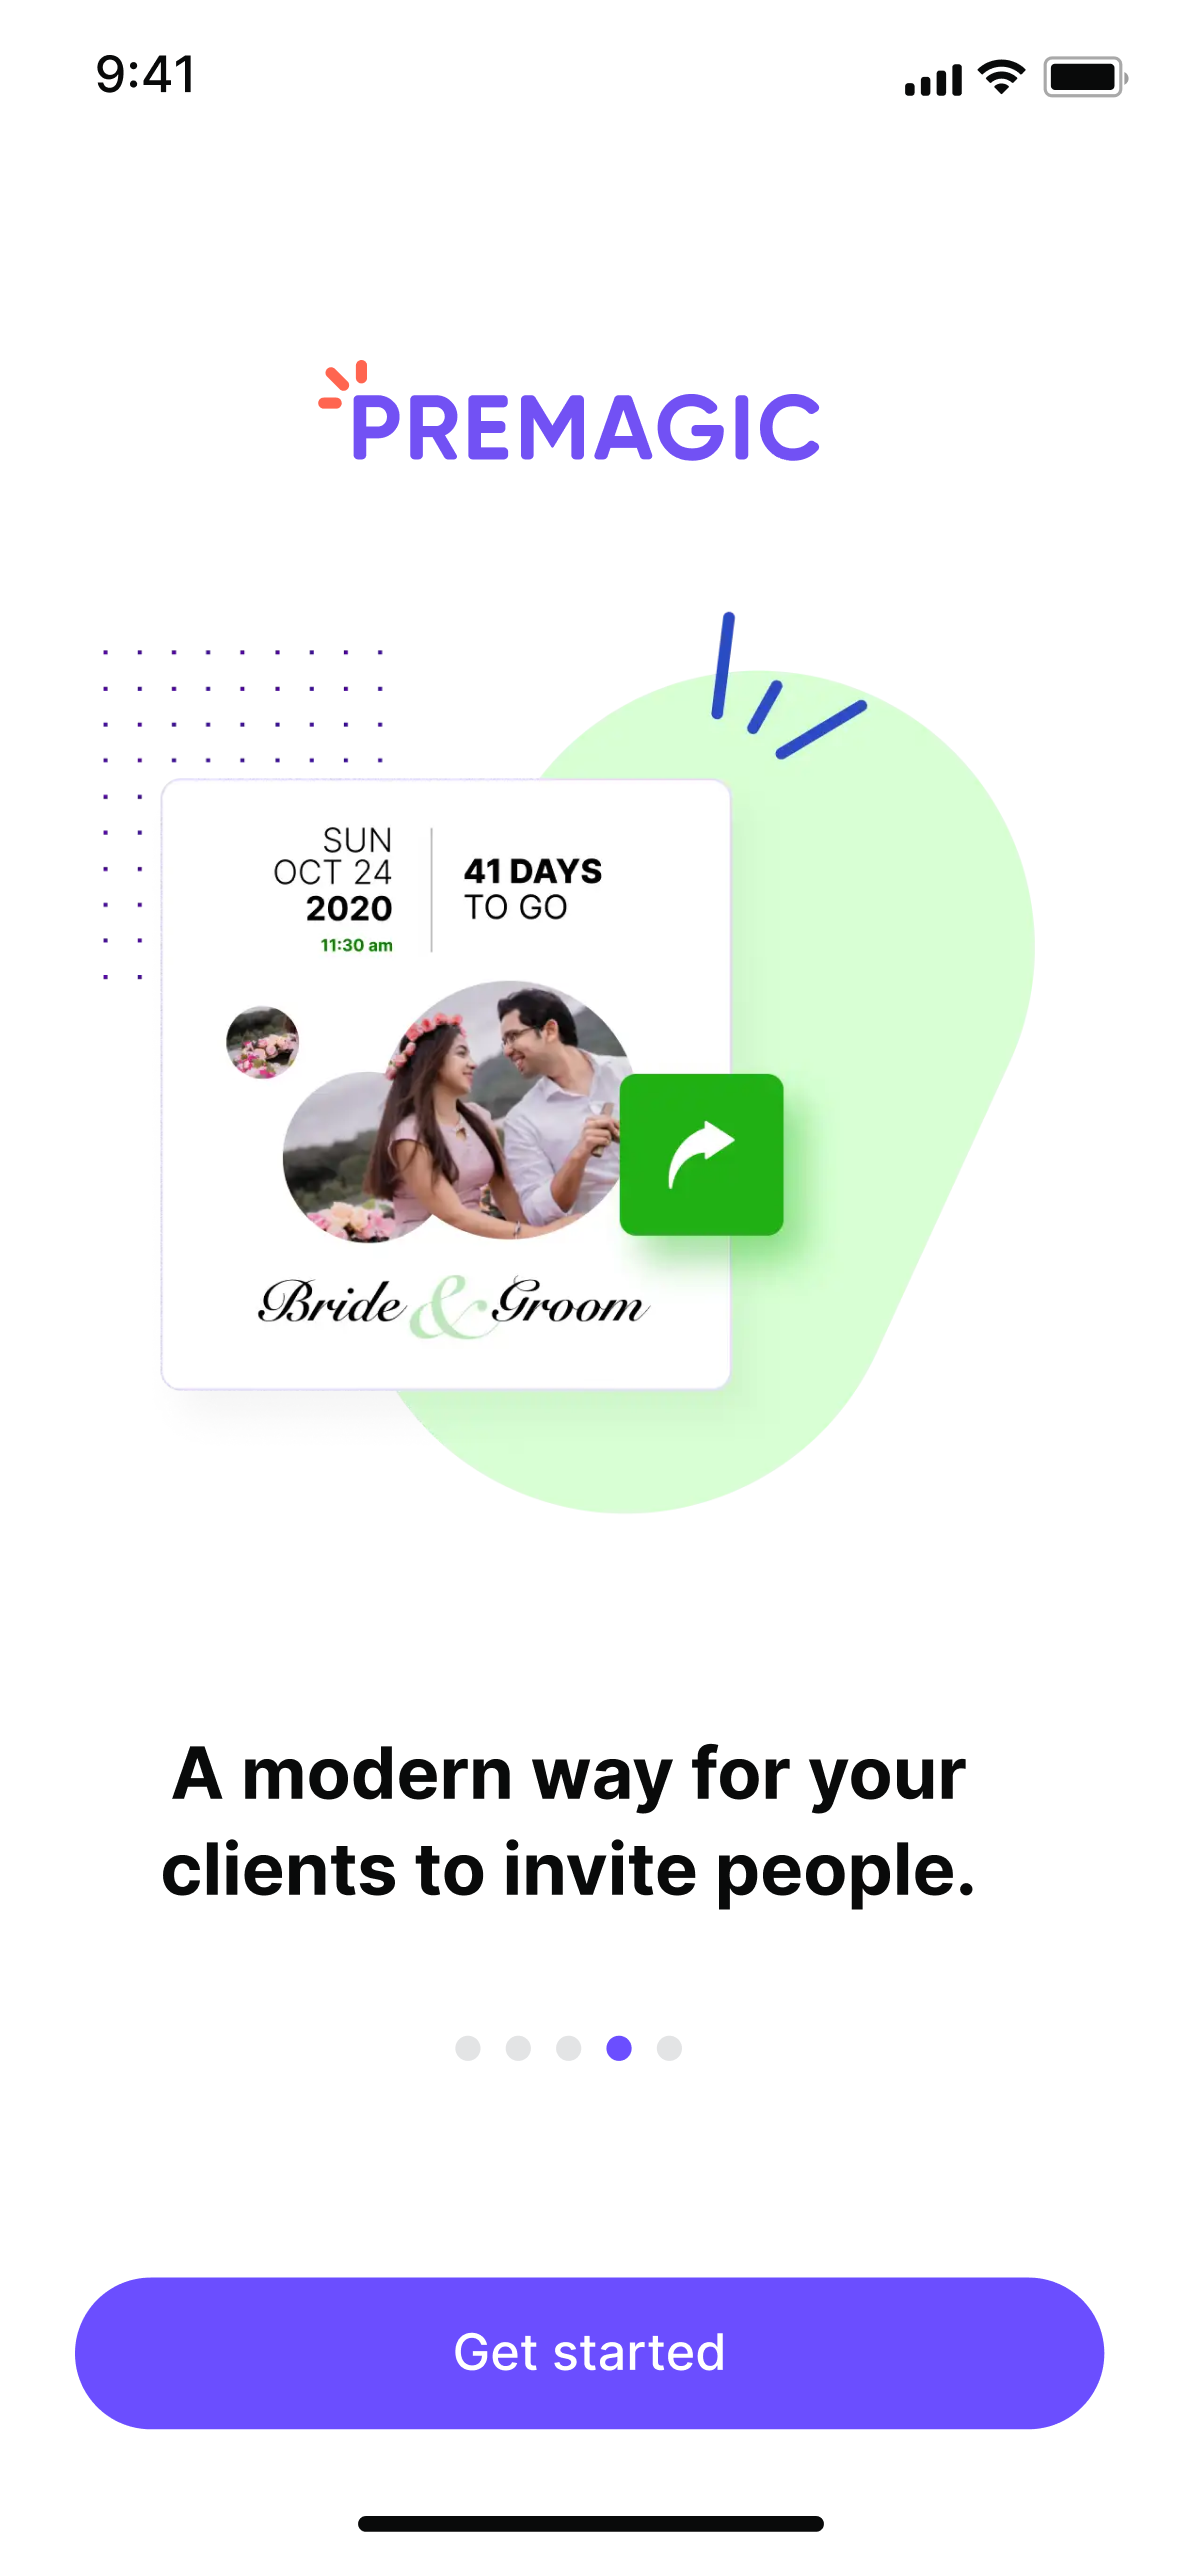 9:41
PREMAGIC
SUN
OCT 24
2020
11:30 am
41 DAYS
TO GO
Bride & Groom
A modern way for your
clients to invite people.
Get started